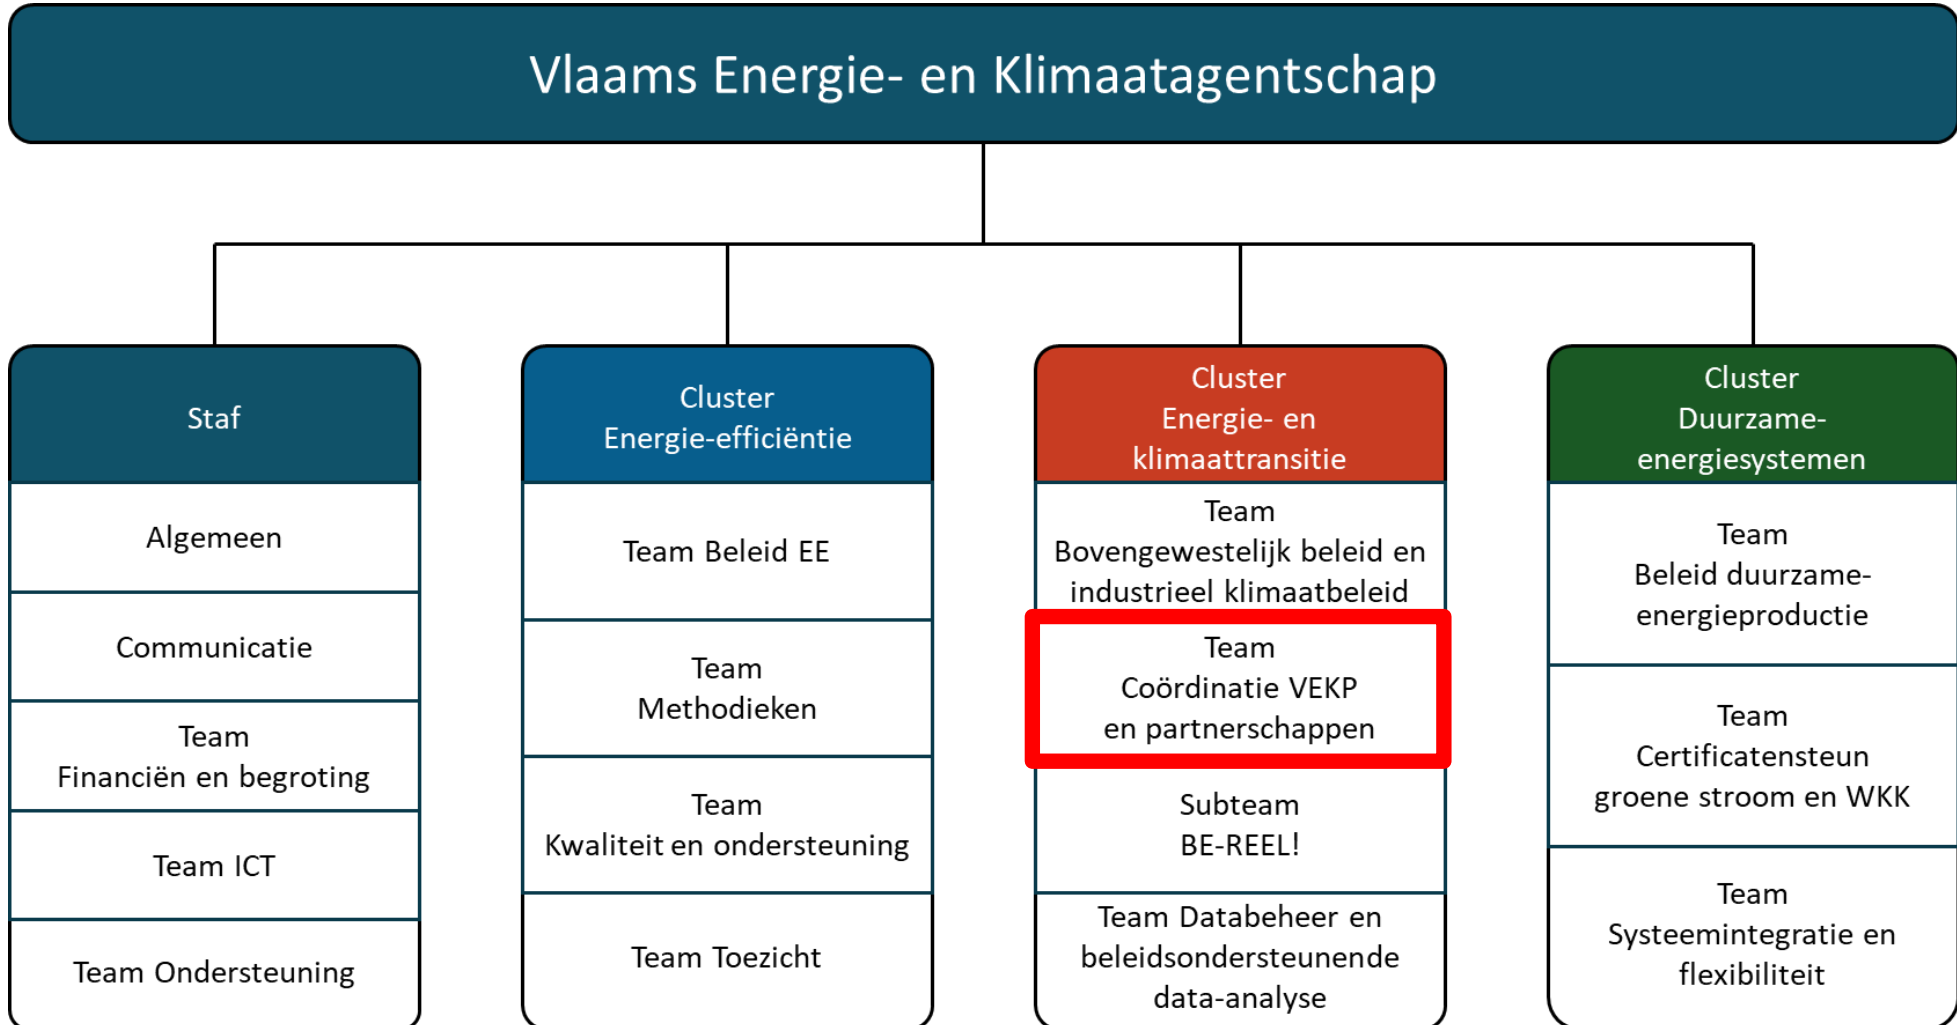 Vlaams Energie- en Klimaatagentschap
Staf
Algemeen
Communicatie
Team
Financiën en begroting
Team ICT
Team Ondersteuning
Cluster
Energie-efficiëntie
Team Beleid EE
Team
Methodieken
Team
Kwaliteit en ondersteuning
Team Toezicht
Cluster
Energie- en
klimaattransitie
Team
Bovengewestelijk beleid en
industrieel klimaatbeleid
Team
Coördinatie VEKP
en partnerschappen
Subteam
BE-REEL!
Team Databeheer en
beleidsondersteunende
data-analyse
Cluster
Duurzame-
energiesystemen
Team
Beleid duurzame-
energieproductie
Team
Certificatensteun
groene stroom en WKK
Team
Systeemintegratie en
flexibiliteit